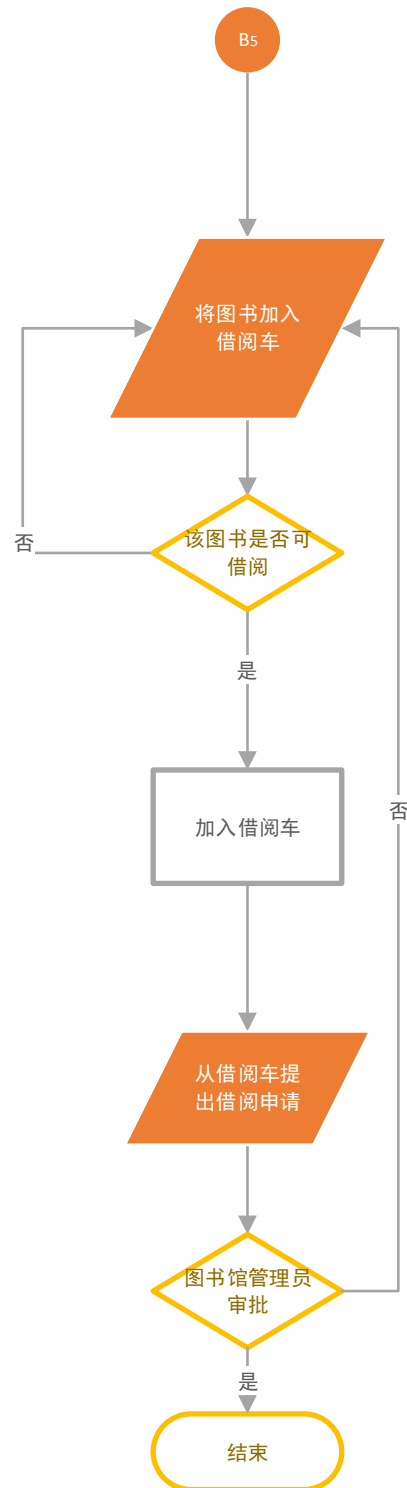 B5
将图书加入
借阅车
该图书是否可
借阅
否
是
加入借阅车
否
从借阅车提
出借阅申请
图书馆管理员
审批
是
结束